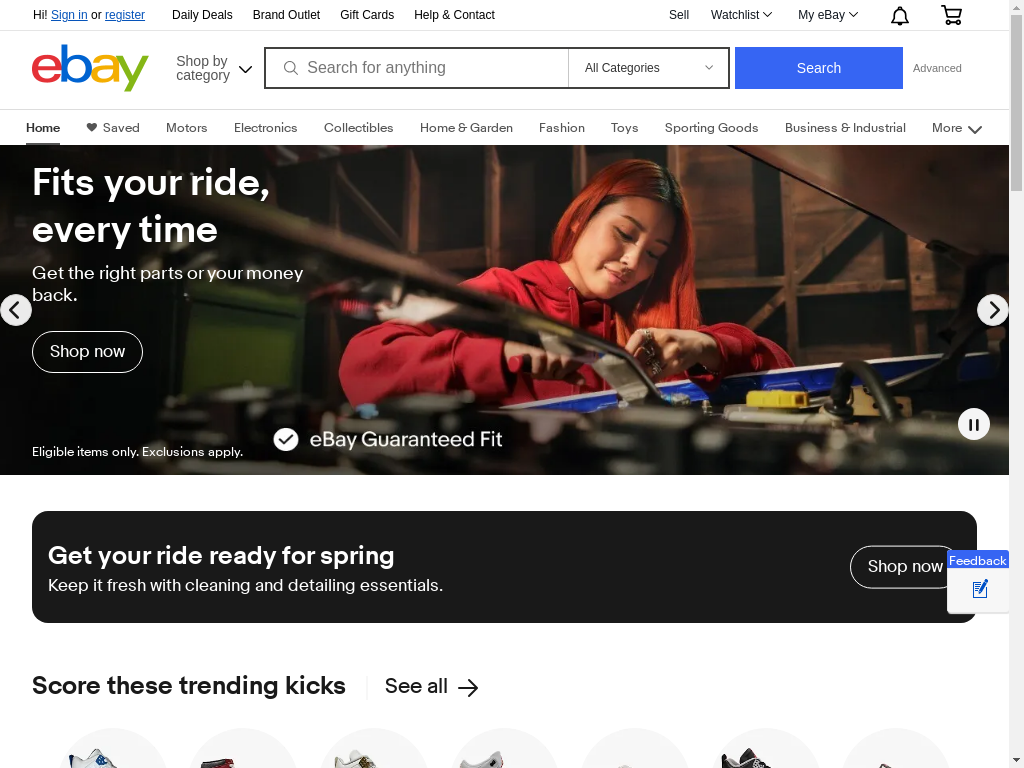 Hi! Sign in or register Daily Deals Brand Outlet Gift Cards Help & Contact Sell Watchlist My eBay
ebay Shop by category Search for anything All Categories Search Advanced
Home Saved Motors Electronics Collectibles Home & Garden Fashion Toys Sporting Goods Business & Industrial More
Fits your ride,
every time
Get the right parts or your money
back.
Shop now
eBay Guaranteed Fit
Eligible items only. Exclusions apply.
Get your ride ready for spring
Keep it fresh with cleaning and detailing essentials.
Shop now
Feedback
Score these trending kicks See all